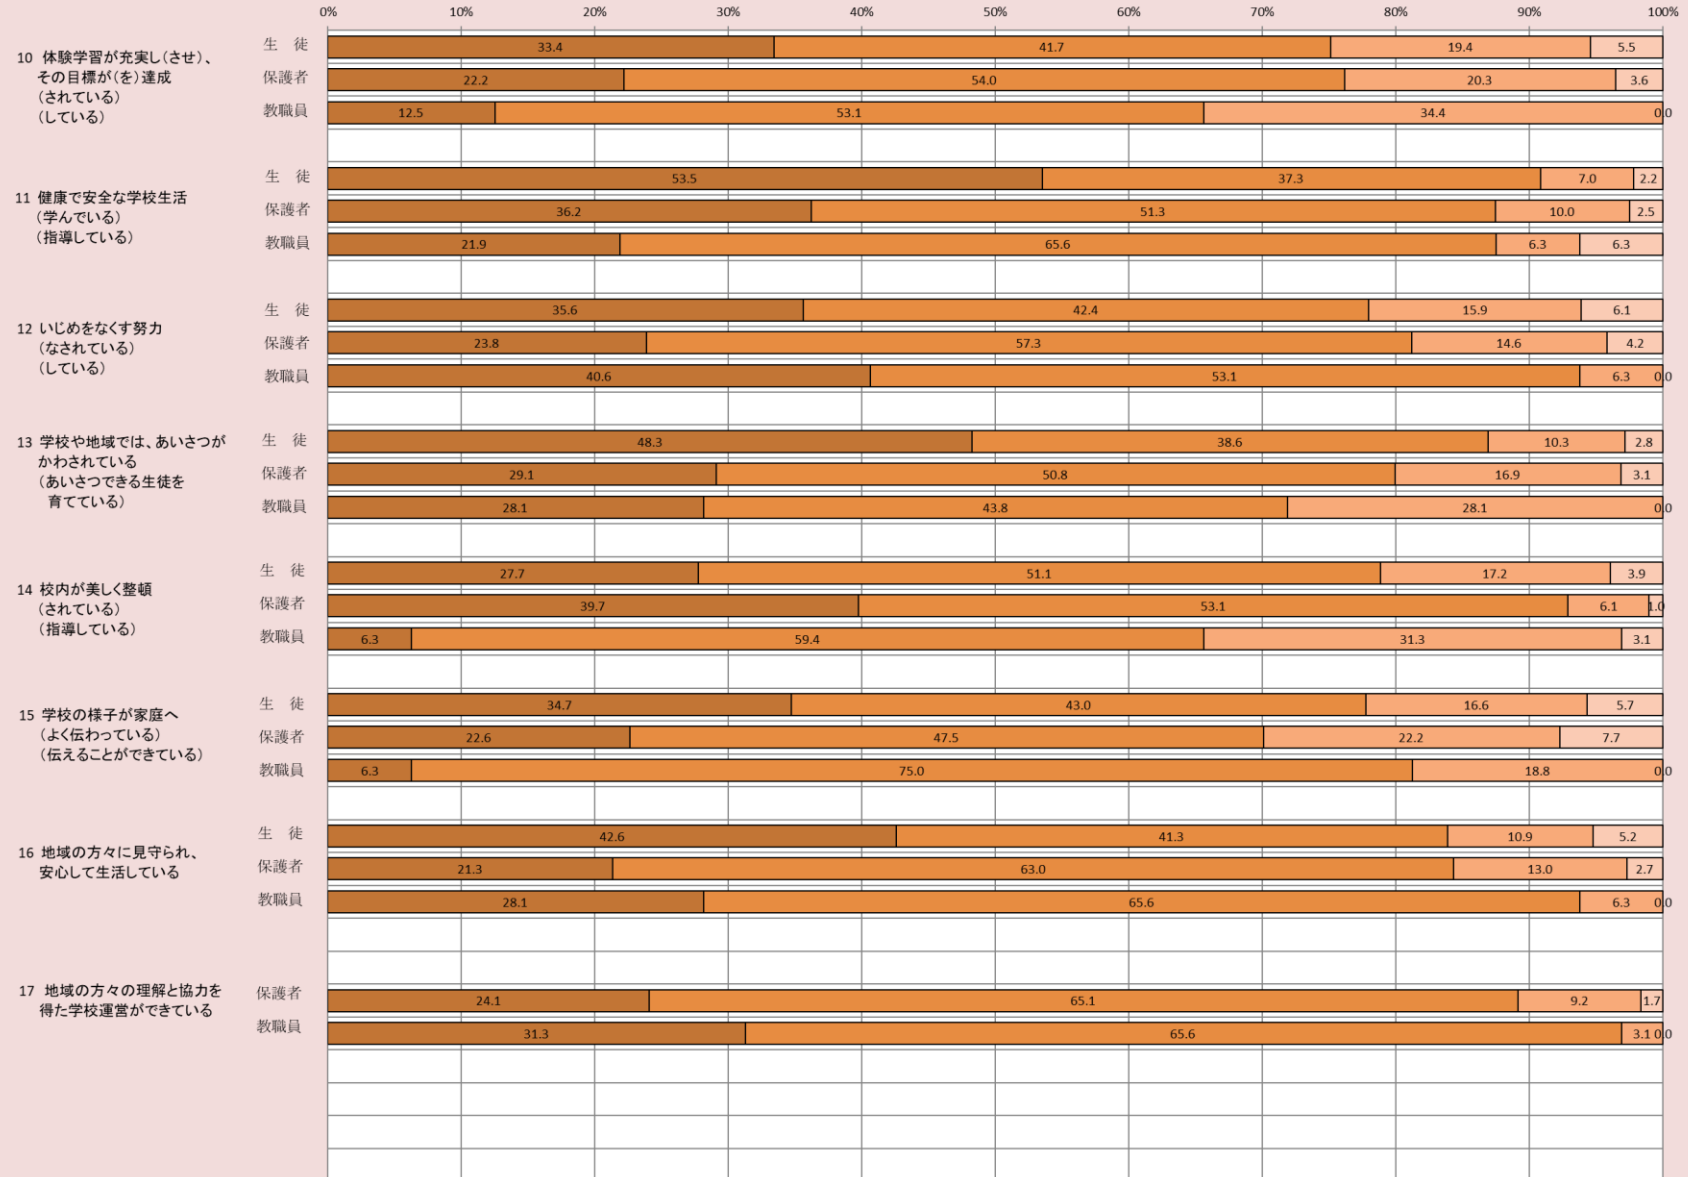 0% 10% 20% 30% 40% 50% 60% 70% 80% 90% 100%
10 体験学習が充実し(させ)、
その目標が(を)達成
(されている)
(している)
生　徒 33.4 41.7 19.4 5.5
保護者 22.2 54.0 20.3 3.6
教職員 12.5 53.1 34.4 0.0
11 健康で安全な学校生活
(学んでいる)
(指導している)
生　徒 53.5 37.3 7.0 2.2
保護者 36.2 51.3 10.0 2.5
教職員 21.9 65.6 6.3 6.3
12 いじめをなくす努力
(なされている)
(している)
生　徒 35.6 42.4 15.9 6.1
保護者 23.8 57.3 14.6 4.2
教職員 40.6 53.1 6.3 0.0
13 学校や地域では、あいさつが
かわされている
(あいさつできる生徒を
育てている)
生　徒 48.3 38.6 10.3 2.8
保護者 29.1 50.8 16.9 3.1
教職員 28.1 43.8 28.1 0.0
14 校内が美しく整頓
(されている)
(指導している)
生　徒 27.7 51.1 17.2 3.9
保護者 39.7 53.1 6.1 1.0
教職員 6.3 59.4 31.3 3.1
15 学校の様子が家庭へ
(よく伝わっている)
(伝えることができている)
生　徒 34.7 43.0 16.6 5.7
保護者 22.6 47.5 22.2 7.7
教職員 6.3 75.0 18.8 0.0
16 地域の方々に見守られ、
安心して生活している
生　徒 42.6 41.3 10.9 5.2
保護者 21.3 63.0 13.0 2.7
教職員 28.1 65.6 6.3 0.0
17 地域の方々の理解と協力を
得た学校運営ができている
保護者 24.1 65.1 9.2 1.7
教職員 31.3 65.6 3.1 0.0